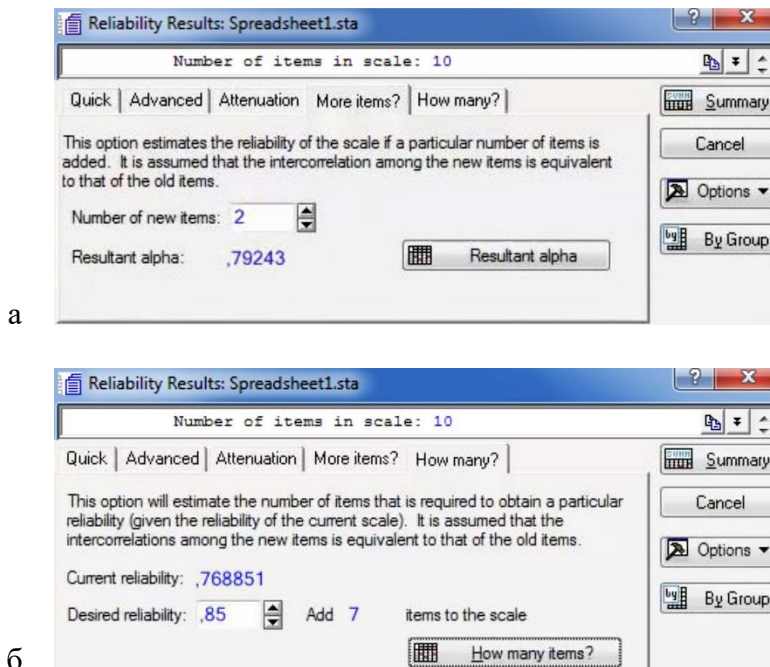 Reliability Results: Spreadsheet1.sta
?
X
Number of items in scale: 10
Quick
Advanced
Attenuation
More items?
How many?
Summary
This option estimates the reliability of the scale if a particular number of items is
added. It is assumed that the intercorrelation among the new items is equivalent
to that of the old items.
Cancel
Options
Number of new items: 2
By Group
Resultant alpha: ,79243
Resultant alpha
а
Reliability Results: Spreadsheet1.sta
?
X
Number of items in scale: 10
Quick
Advanced
Attenuation
More items?
How many?
Summary
This option will estimate the number of items that is required to obtain a particular
reliability (given the reliability of the current scale). It is assumed that the
intercorrelations among the new items is equivalent to that of the old items.
Cancel
Options
Current reliability: ,768851
By Group
Desired reliability: ,85 Add 7 items to the scale
How many items?
б